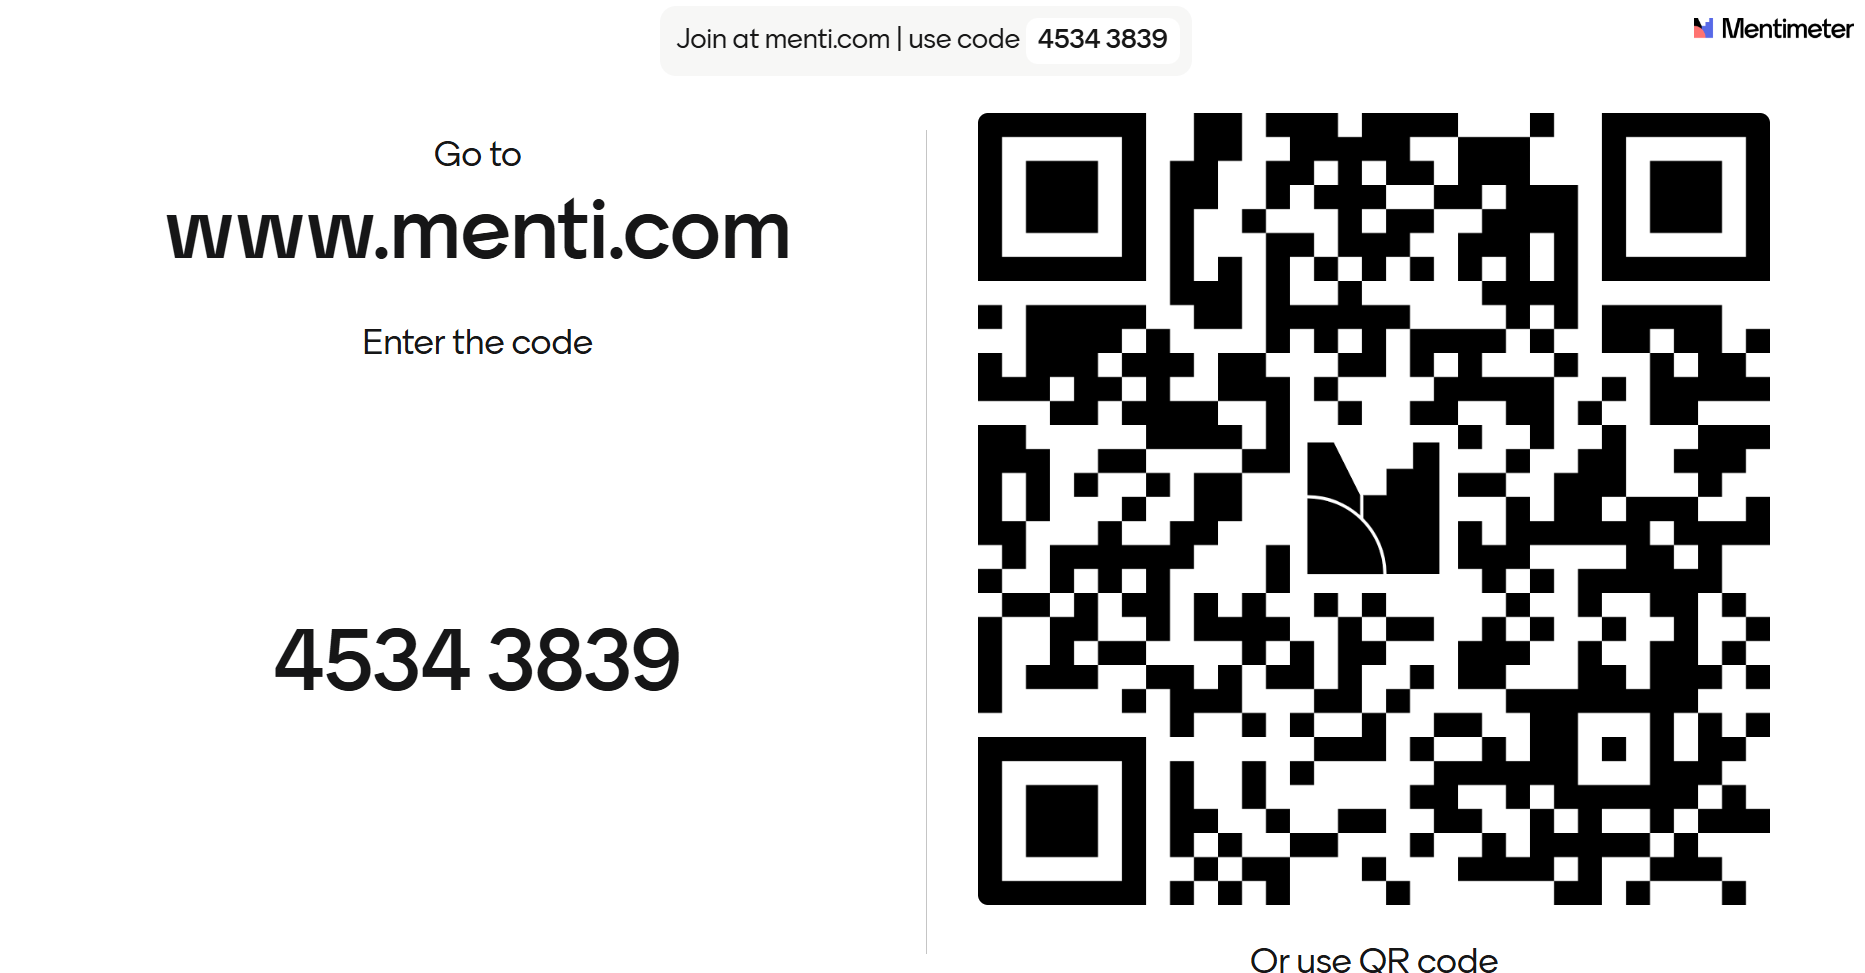 Join at menti.com | use code 4534 3839
Mentimeter
Go to
www.menti.com
Enter the code
4534 3839
Or use QR code